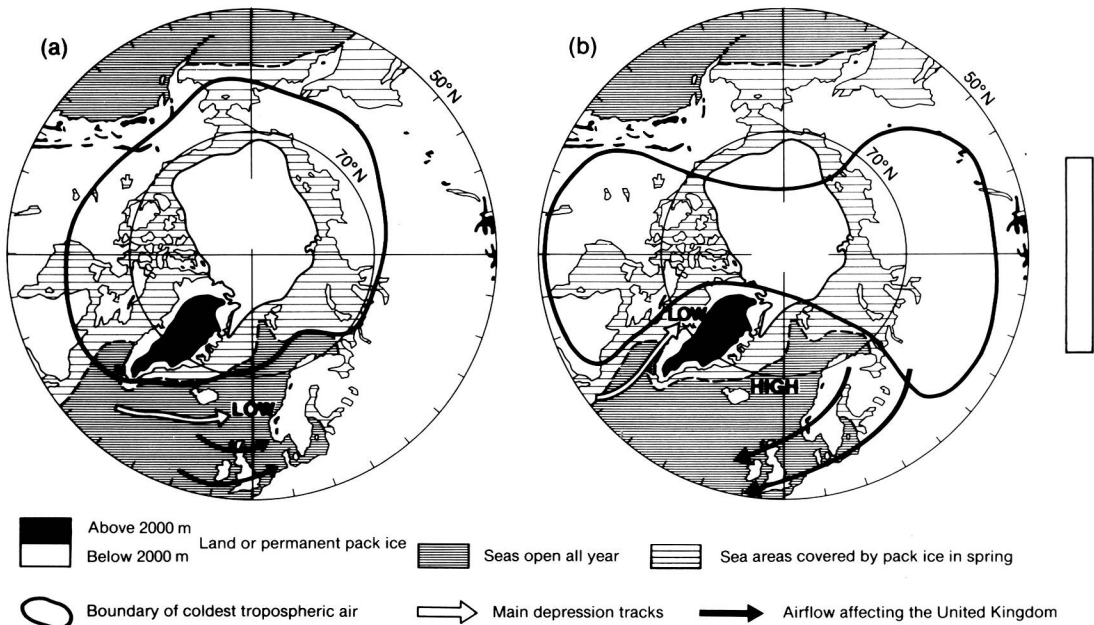 (a)
50°N
70°N
LOW
(b)
50°N
70°N
LOW
HIGH
Above 2000 m
Below 2000 m
Land or permanent pack ice
Seas open all year
Sea areas covered by pack ice in spring
Boundary of coldest tropospheric air
Main depression tracks
Airflow affecting the United Kingdom